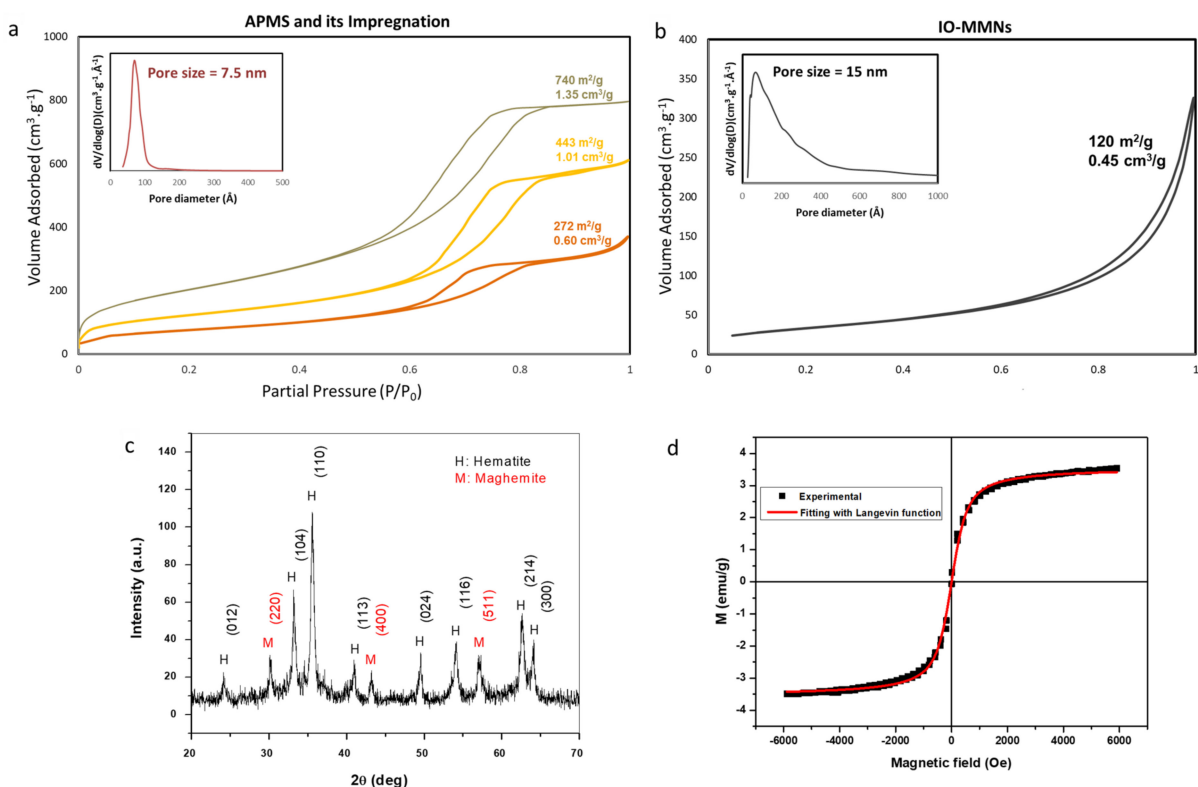 a
APMS and its Impregnation
1000
800
600
400
200
0
Volume Adsorbed (cm³.g⁻¹)
dV/dlog(D)(cm³.g⁻¹.Å⁻¹)
Pore size = 7.5 nm
0 100 200 300 400 500
Pore diameter (Å)
740 m²/g
1.35 cm³/g
443 m²/g
1.01 cm³/g
272 m²/g
0.60 cm³/g
0 0.2 0.4 0.6 0.8 1
Partial Pressure (P/P₀)
b
IO-MMNs
400
350
300
250
200
150
100
50
0
Volume Adsorbed (cm³.g⁻¹)
dV/dlog(D)(cm³.g⁻¹.Å⁻¹)
Pore size = 15 nm
0 200 400 600 800 1000
Pore diameter (Å)
120 m²/g
0.45 cm³/g
0 0.2 0.4 0.6 0.8 1
c
140
120
100
80
60
40
20
0
Intensity (a.u.)
H: Hematite
M: Maghemite
H (012)
M (220)
H (104)
H (110)
H (113)
M (400)
H (024)
H (116)
M (511)
H (214)
H (300)
20 30 40 50 60 70
2θ (deg)
d
4
3
2
1
0
-1
-2
-3
-4
M (emu/g)
Experimental
Fitting with Langevin function
-6000 -4000 -2000 0 2000 4000 6000
Magnetic field (Oe)